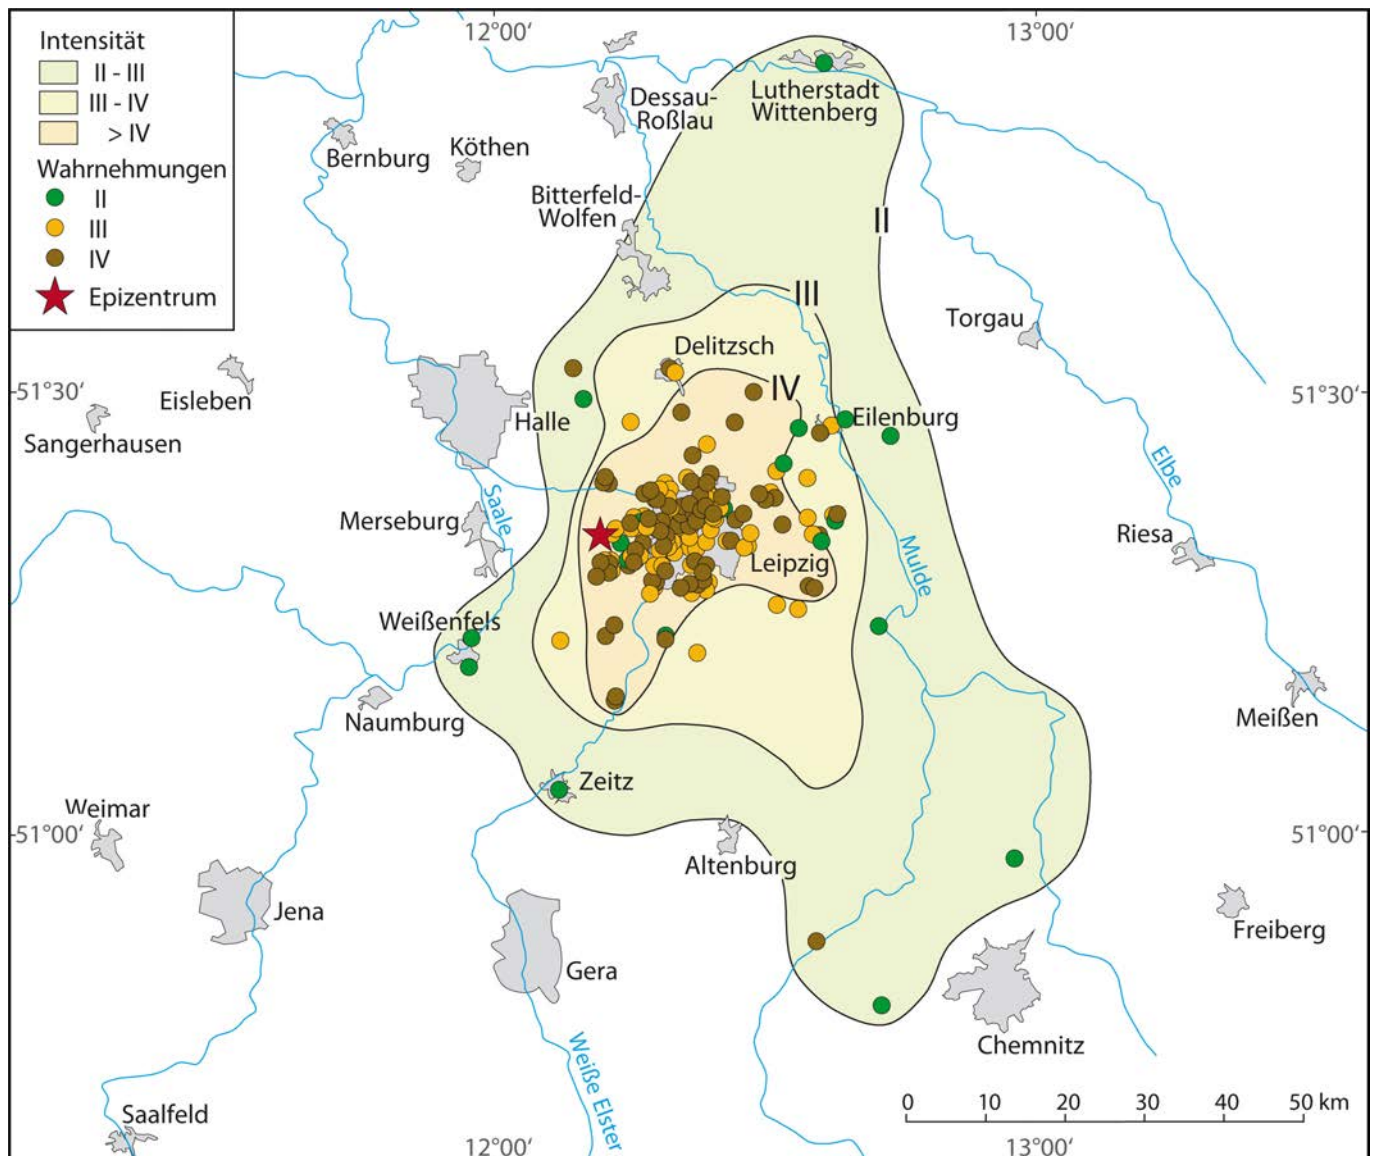 Intensität
II - III
III - IV
> IV
Wahrnehmungen
II
III
IV
Epizentrum
12°00‘
13°00‘
Lutherstadt
Wittenberg
Dessau-
Roßlau
Bernburg
Köthen
Bitterfeld-
Wolfen
II
III
Torgau
Delitzsch
IV
51°30‘
51°30‘
Eisleben
Sangerhausen
Halle
Eilenburg
Elbe
Saale
Merseburg
Riesa
Mulde
Leipzig
Weißenfels
Naumburg
Meißen
Zeitz
Weimar
51°00‘
51°00‘
Altenburg
Jena
Freiberg
Gera
Chemnitz
Weiße Elster
Saalfeld
0 10 20 30 40 50 km
12°00‘
13°00‘